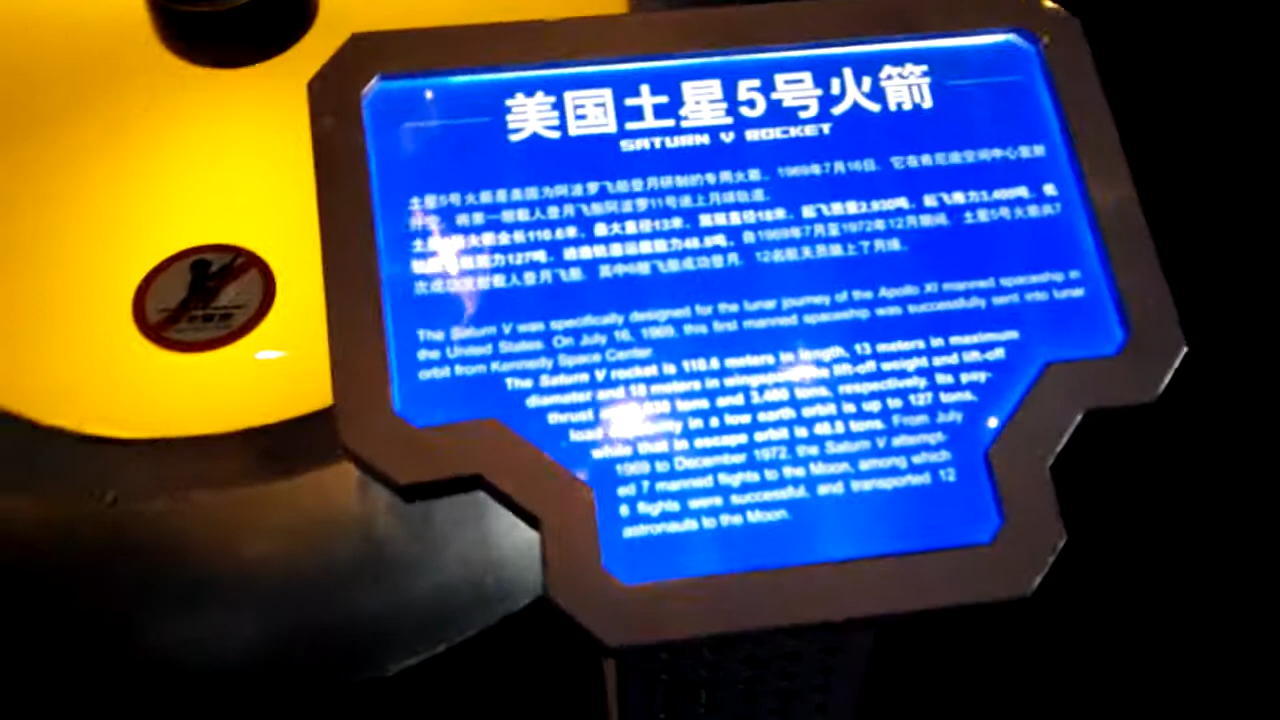 美国土星5号火箭
SATURN V ROCKET
土星5号火箭是美国为阿波罗飞船登月研制的专用火箭。1969年7月16日,它在肯尼迪空间中心发射
将第一艘载人登月飞船阿波罗11号送上月球轨道。
火箭全长110.6米,最大直径13米,翼展直径18米,起飞质量2,930吨,起飞推力3,400吨,低
力127吨,逃逸轨道运载能力48.8吨。自1969年7月至1972年12月期间,土星5号火箭共7
次成功发射载人登月飞船,其中6艘飞船成功登月,12名航天员踏上了月球。
The Saturn V was specifically designed for the lunar journey of the Apollo XI manned spaceship in
the United States. On July 16, 1969, this first manned spaceship was successfully sent into lunar
orbit from Kennedy Space Center.
The Saturn V rocket is 110.6 meters in length, 13 meters in maximum
diameter and 18 meters in wingspan. lift-off weight and lift-off
thrust tons and 3,400 tons, respectively. Its pay-
load in a low earth orbit is up to 127 tons,
while that in escape orbit is 48.8 tons. From July
1969 to December 1972, the Saturn V attempt-
ed 7 manned flights to the Moon, among which
6 flights were successful, and transported 12
astronauts to the Moon.